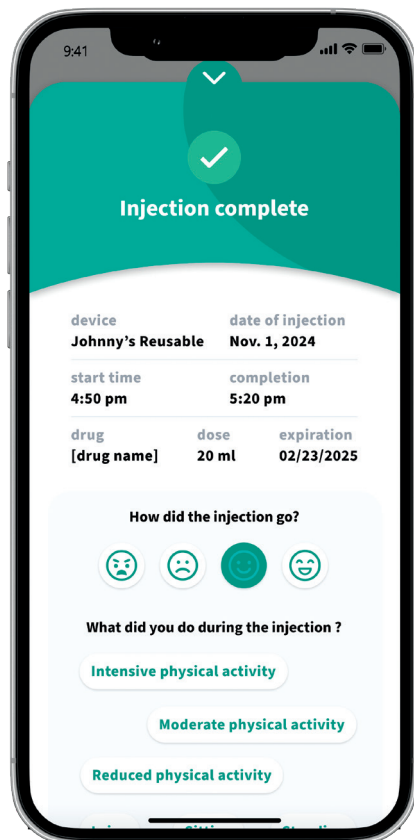 9:41
Injection complete
device date of injection
Johnny's Reusable Nov. 1, 2024
start time completion
4:50 pm 5:20 pm
drug dose expiration
[drug name] 20 ml 02/23/2025
How did the injection go?
What did you do during the injection ?
Intensive physical activity
Moderate physical activity
Reduced physical activity